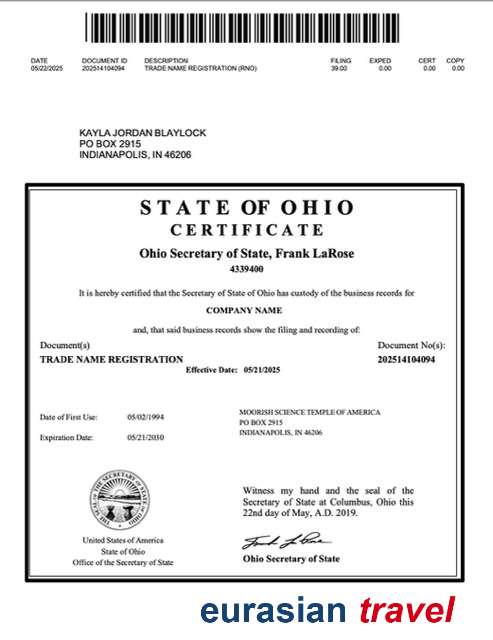 DATE DOCUMENT ID DESCRIPTION FILING EXPED CERT COPY
05/22/2025 202514104094 TRADE NAME REGISTRATION (RNO) 39.00 0.00 0.00 0.00
KAYLA JORDAN BLAYLOCK
PO BOX 2915
INDIANAPOLIS, IN 46206
STATE OF OHIO
CERTIFICATE
Ohio Secretary of State, Frank LaRose
4339400
It is hereby certified that the Secretary of State of Ohio has custody of the business records for
COMPANY NAME
and, that said business records show the filing and recording of:
Document(s) Document No(s):
TRADE NAME REGISTRATION 202514104094
Effective Date: 05/21/2025
Date of First Use: 05/02/1994
Expiration Date: 05/21/2030
MOORISH SCIENCE TEMPLE OF AMERICA
PO BOX 2915
INDIANAPOLIS, IN 46206
United States of America
State of Ohio
Office of the Secretary of State
Witness my hand and the seal of the
Secretary of State at Columbus, Ohio this
22nd day of May, A.D. 2019.
Ohio Secretary of State
eurasian travel